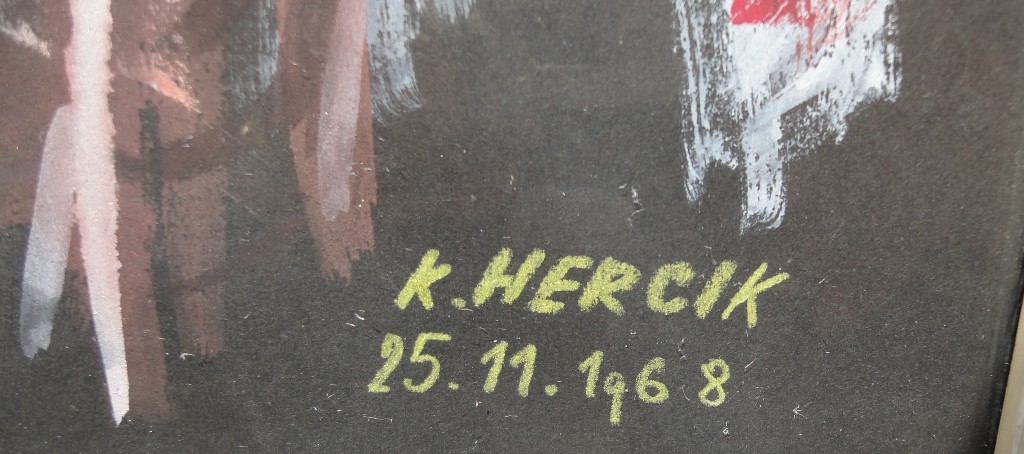 K. HERCIK
25. 11. 1968